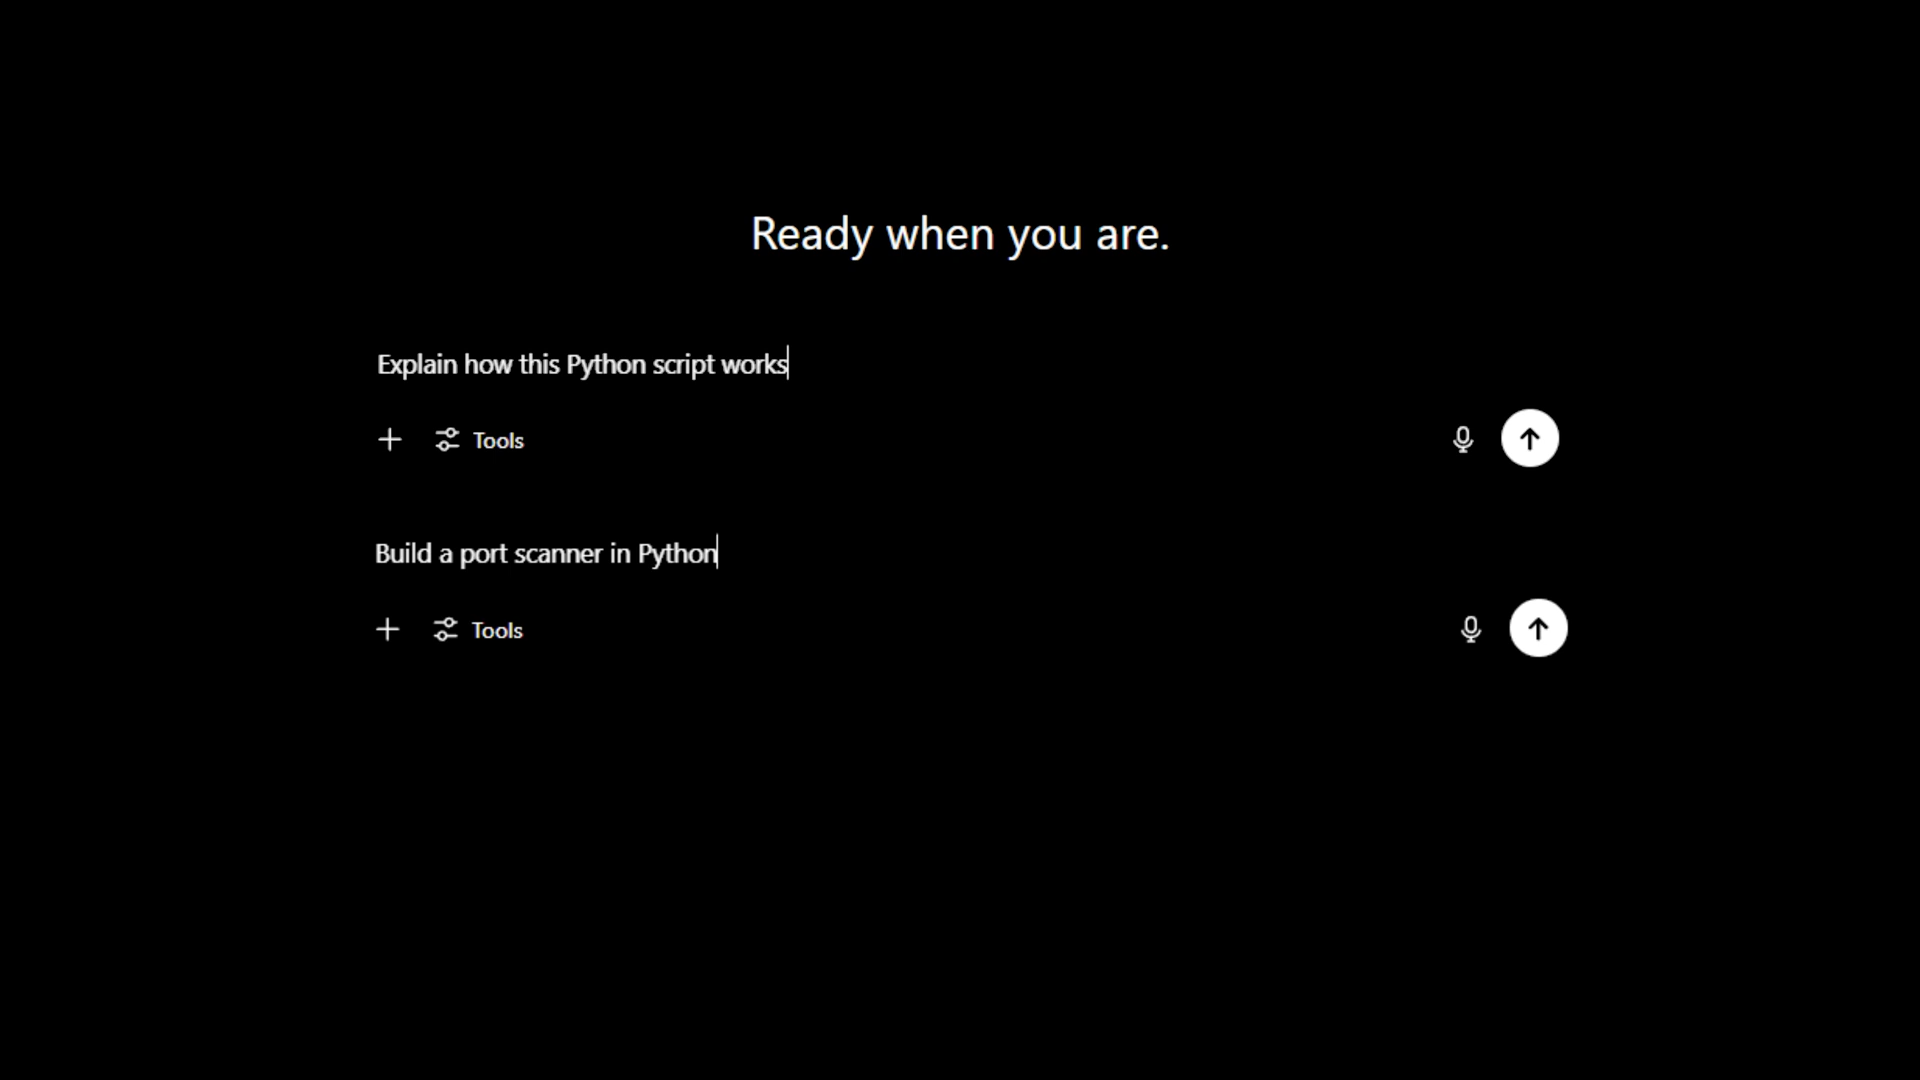 Ready when you are.
Explain how this Python script works
Tools
Build a port scanner in Python
Tools